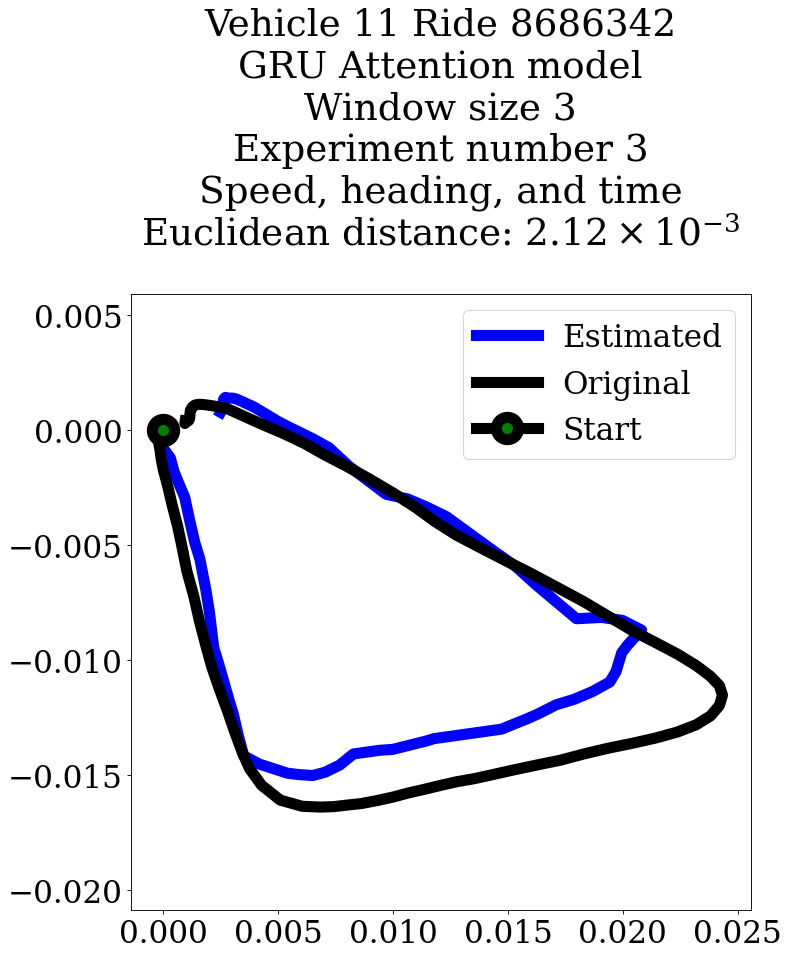 Vehicle 11 Ride 8686342
GRU Attention model
Window size 3
Experiment number 3
Speed, heading, and time
Euclidean distance: 2.12 × 10⁻³
Estimated
Original
Start
0.005
0.000
−0.005
−0.010
−0.015
−0.020
0.000 0.005 0.010 0.015 0.020 0.025